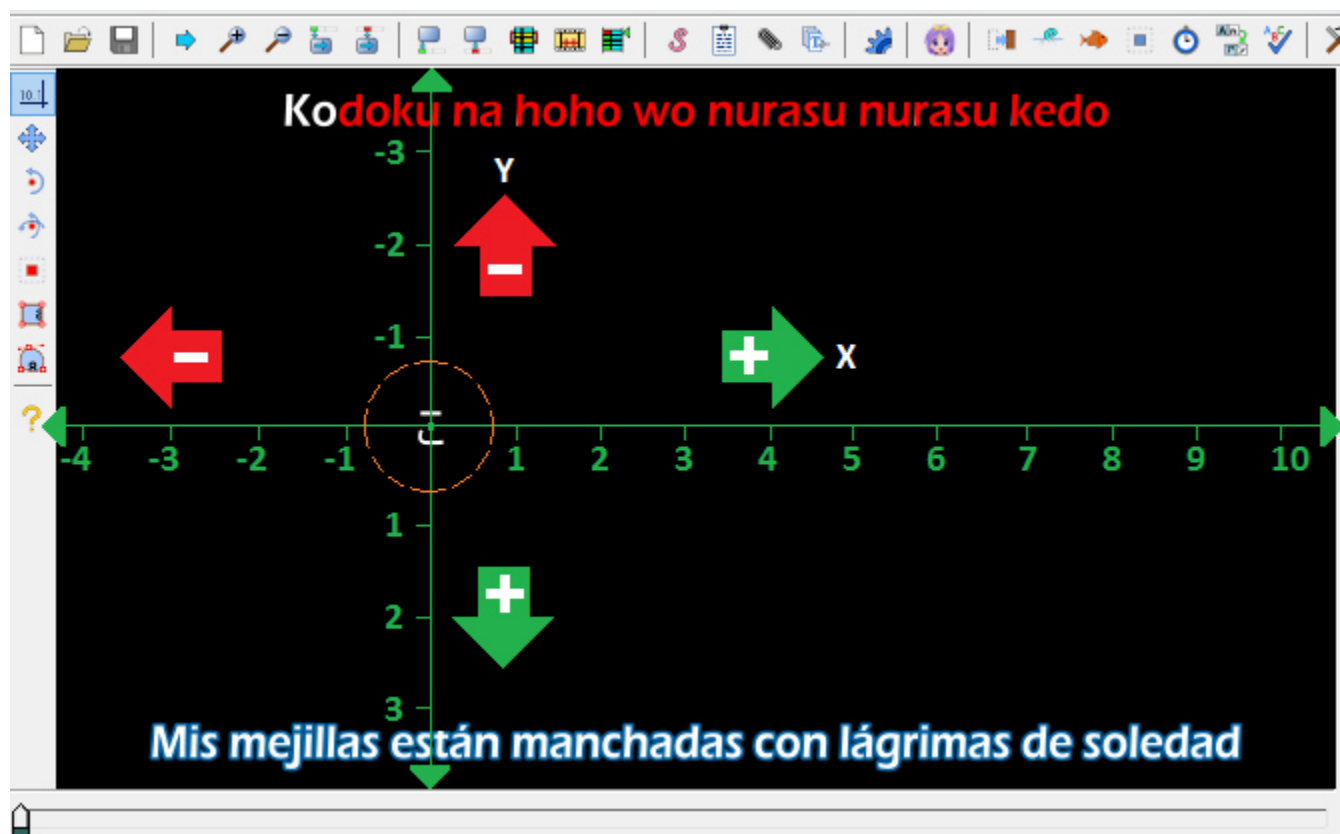 Kodoku na hoho wo nurasu nurasu kedo
-3
Y
-2
-1
X
-4 -3 -2 -1 1 2 3 4 5 6 7 8 9 10
1
2
3
Mis mejillas están manchadas con lágrimas de soledad